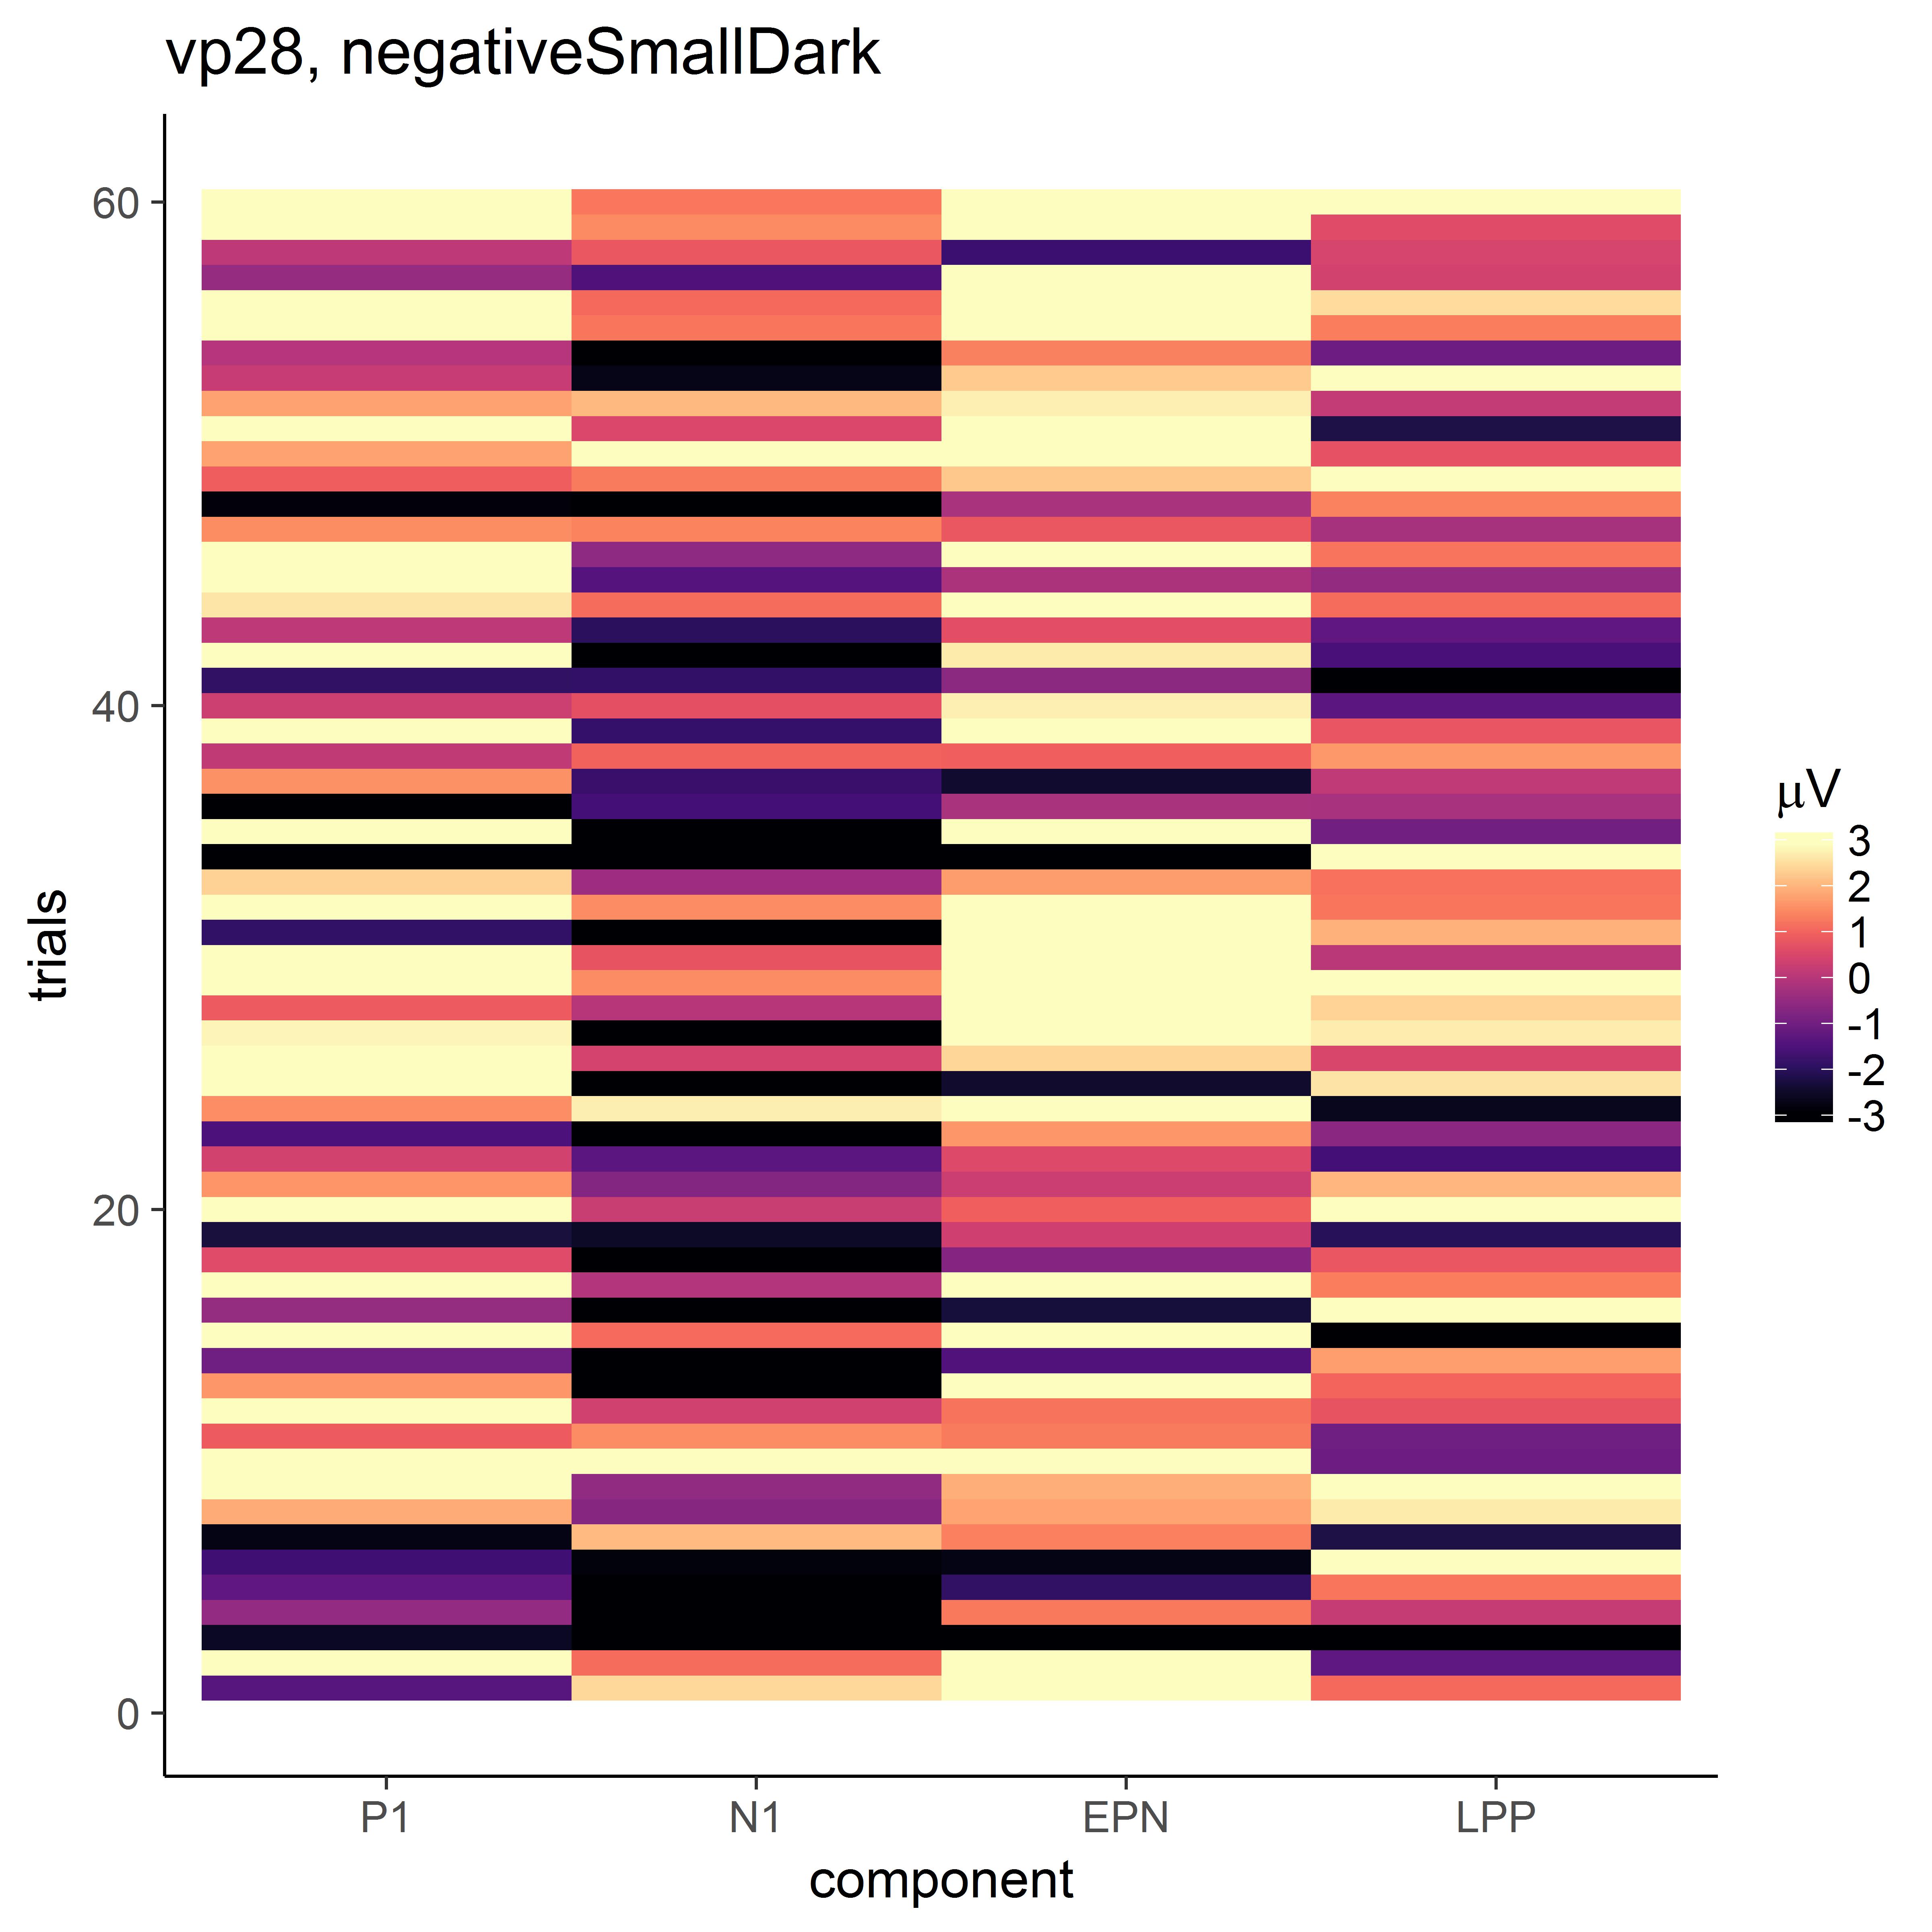 vp28, negativeSmallDark
60
40
20
0
trials
P1 N1 EPN LPP
component
μV
3
2
1
0
-1
-2
-3